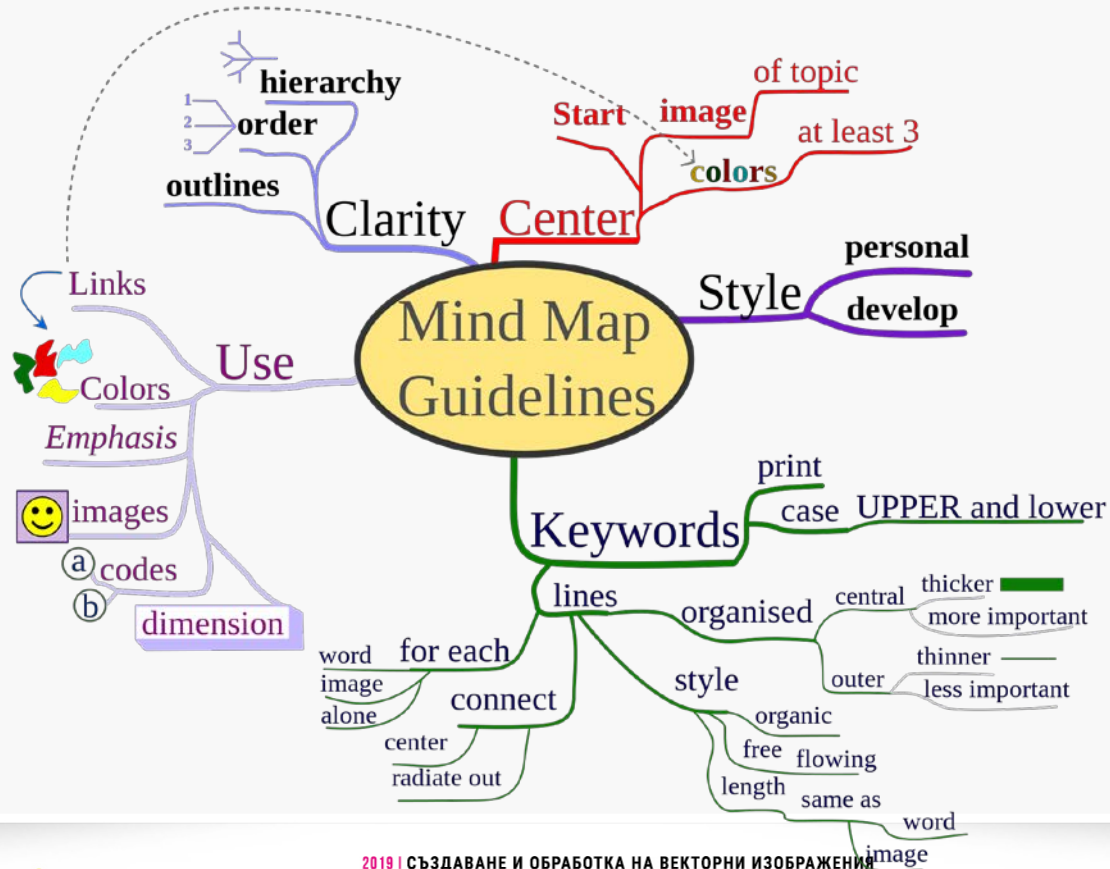 Mind Map
Guidelines
Clarity
hierarchy
1
2
3
order
outlines
Center
Start
image
of topic
colors
at least 3
Style
personal
develop
Use
Links
Colors
Emphasis
images
a
b
codes
dimension
Keywords
print
case
UPPER and lower
lines
organised
central
thicker
more important
outer
thinner
less important
for each
word
image
alone
connect
center
radiate out
style
organic
free
flowing
length
same as
word
image
2019 | СЪЗДАВАНЕ И ОБРАБОТКА НА ВЕКТОРНИ ИЗОБРАЖЕНИЯ